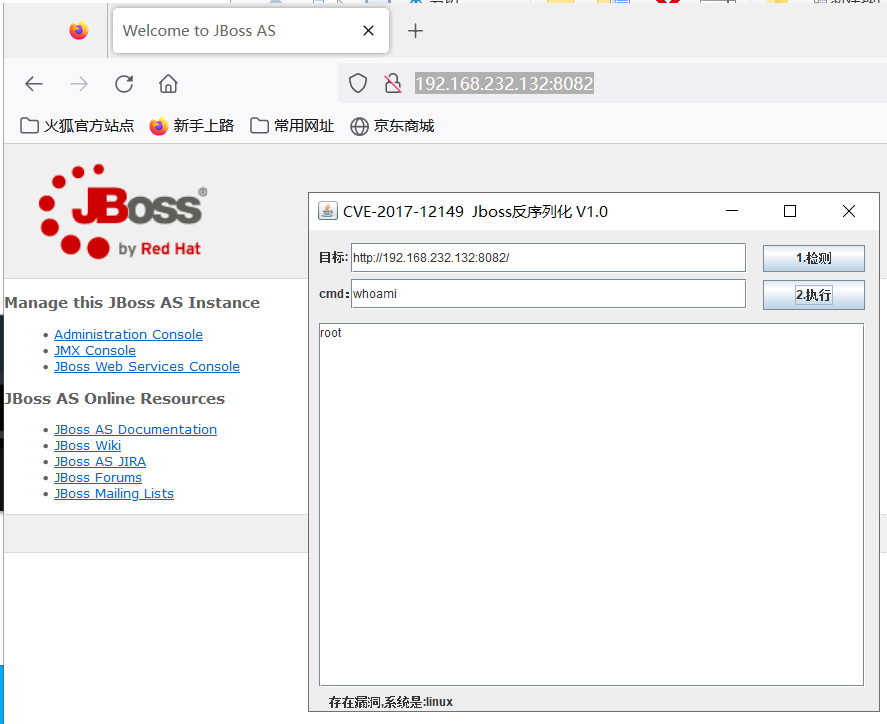 Welcome to JBoss AS
192.168.232.132:8082
火狐官方站点 新手上路 常用网址 京东商城
JBoss®
by Red Hat
Manage this JBoss AS Instance
Administration Console
JMX Console
JBoss Web Services Console
JBoss AS Online Resources
JBoss AS Documentation
JBoss Wiki
JBoss AS JIRA
JBoss Forums
JBoss Mailing Lists
CVE-2017-12149 Jboss反序列化 V1.0
目标: http://192.168.232.132:8082/ 1.检测
cmd: whoami 2.执行
root
存在漏洞,系统是:linux